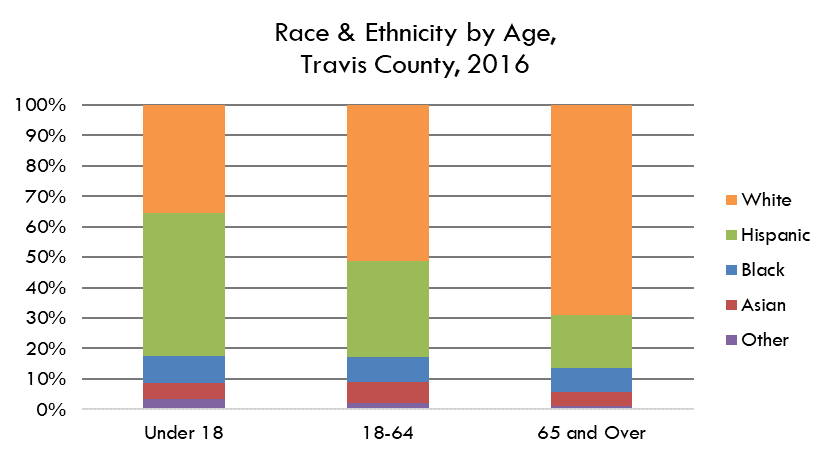 Race & Ethnicity by Age,
Travis County, 2016
100%
90%
80%
70%
60%
50%
40%
30%
20%
10%
0%
Under 18
18-64
65 and Over
White
Hispanic
Black
Asian
Other